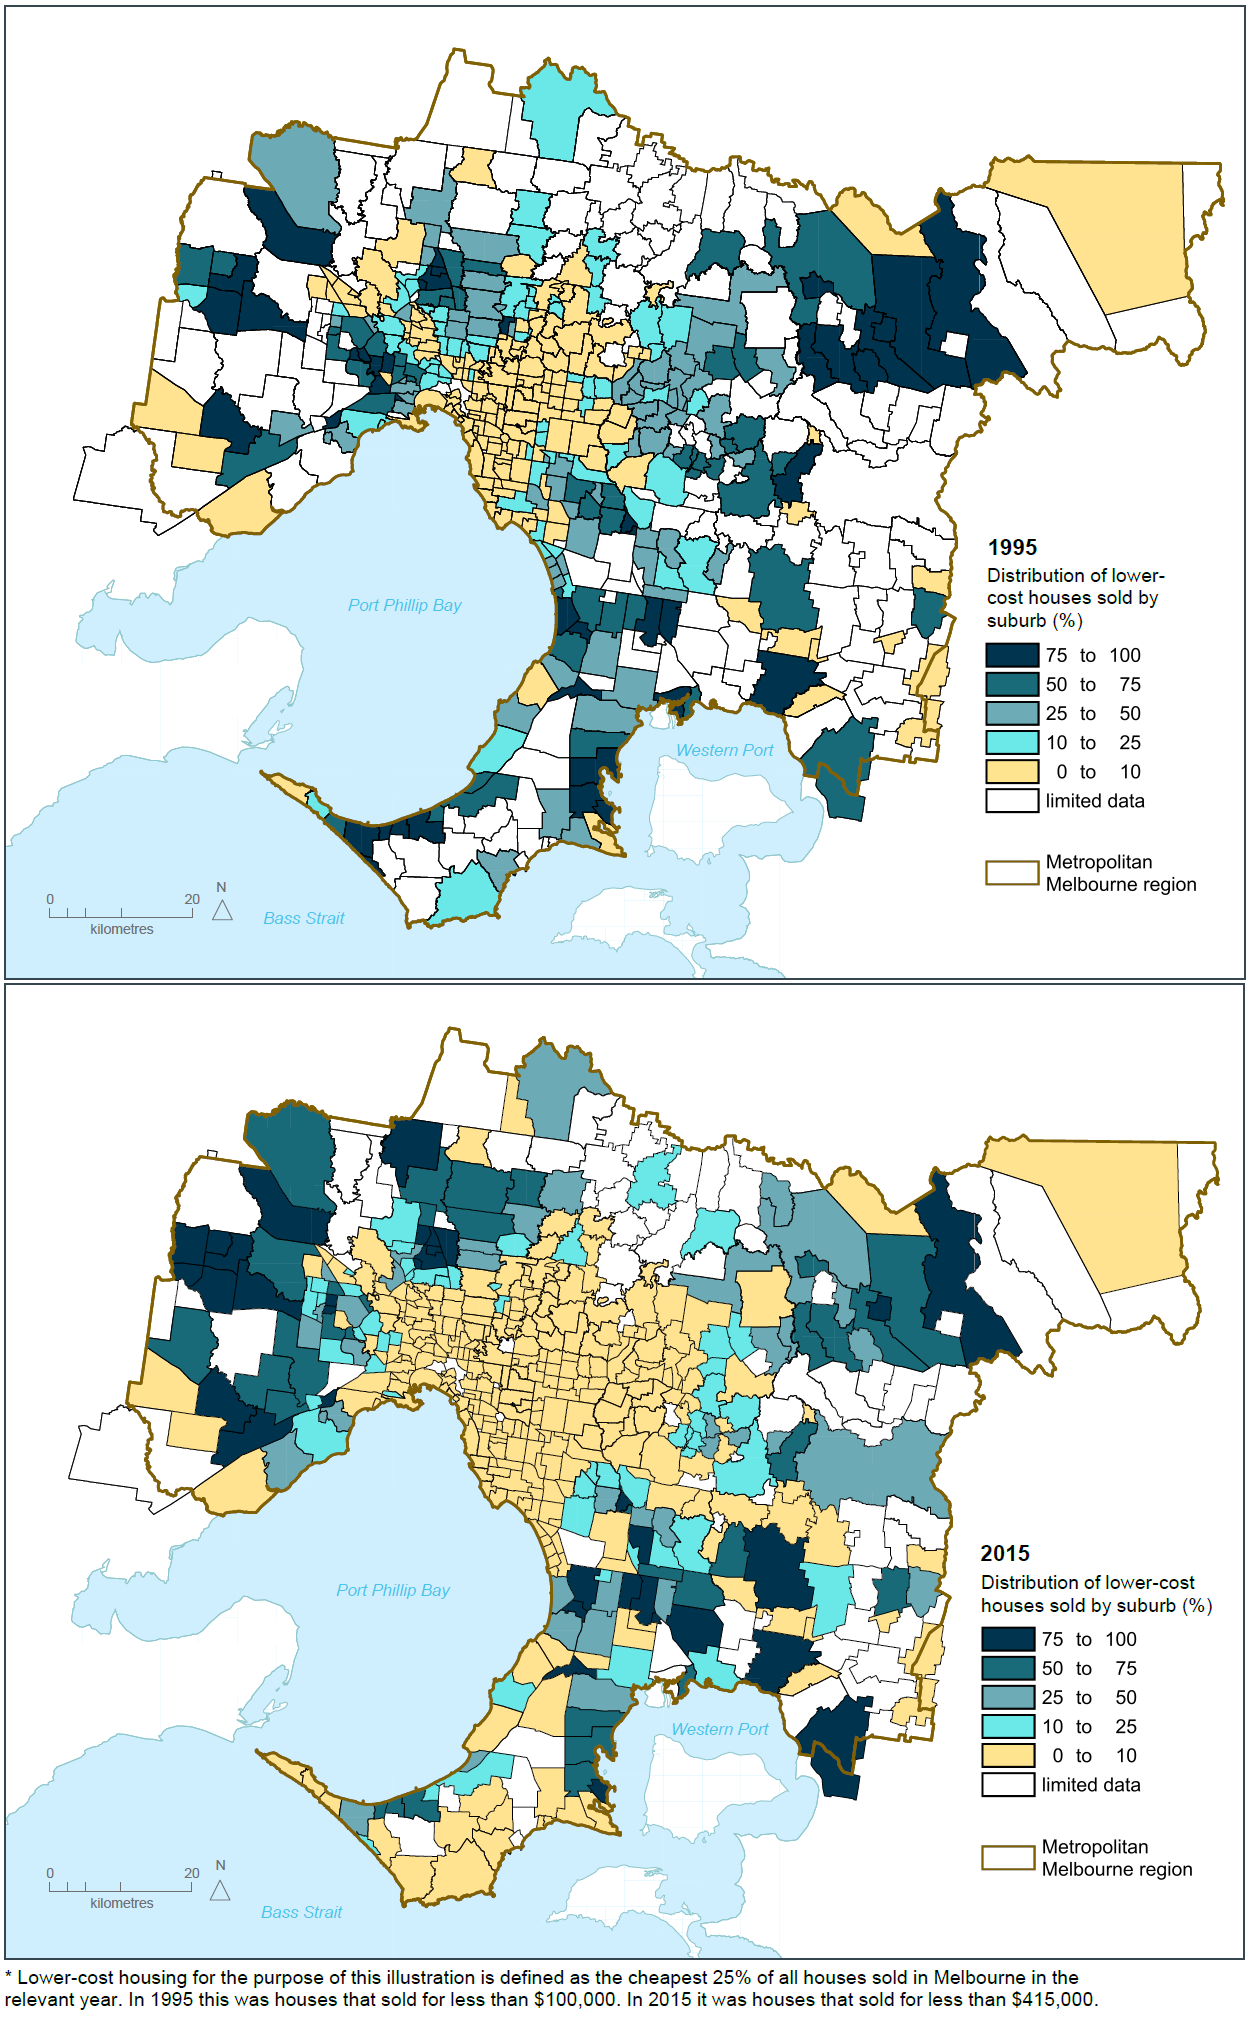 1995
Distribution of lower-
cost houses sold by
suburb (%)
75 to 100
50 to 75
25 to 50
10 to 25
0 to 10
limited data
Metropolitan
Melbourne region
Port Phillip Bay
Western Port
Bass Strait
0 20
kilometres
N
2015
Distribution of lower-cost
houses sold by suburb (%)
75 to 100
50 to 75
25 to 50
10 to 25
0 to 10
limited data
Metropolitan
Melbourne region
Port Phillip Bay
Western Port
Bass Strait
0 20
kilometres
N
* Lower-cost housing for the purpose of this illustration is defined as the cheapest 25% of all houses sold in Melbourne in the
relevant year. In 1995 this was houses that sold for less than $100,000. In 2015 it was houses that sold for less than $415,000.